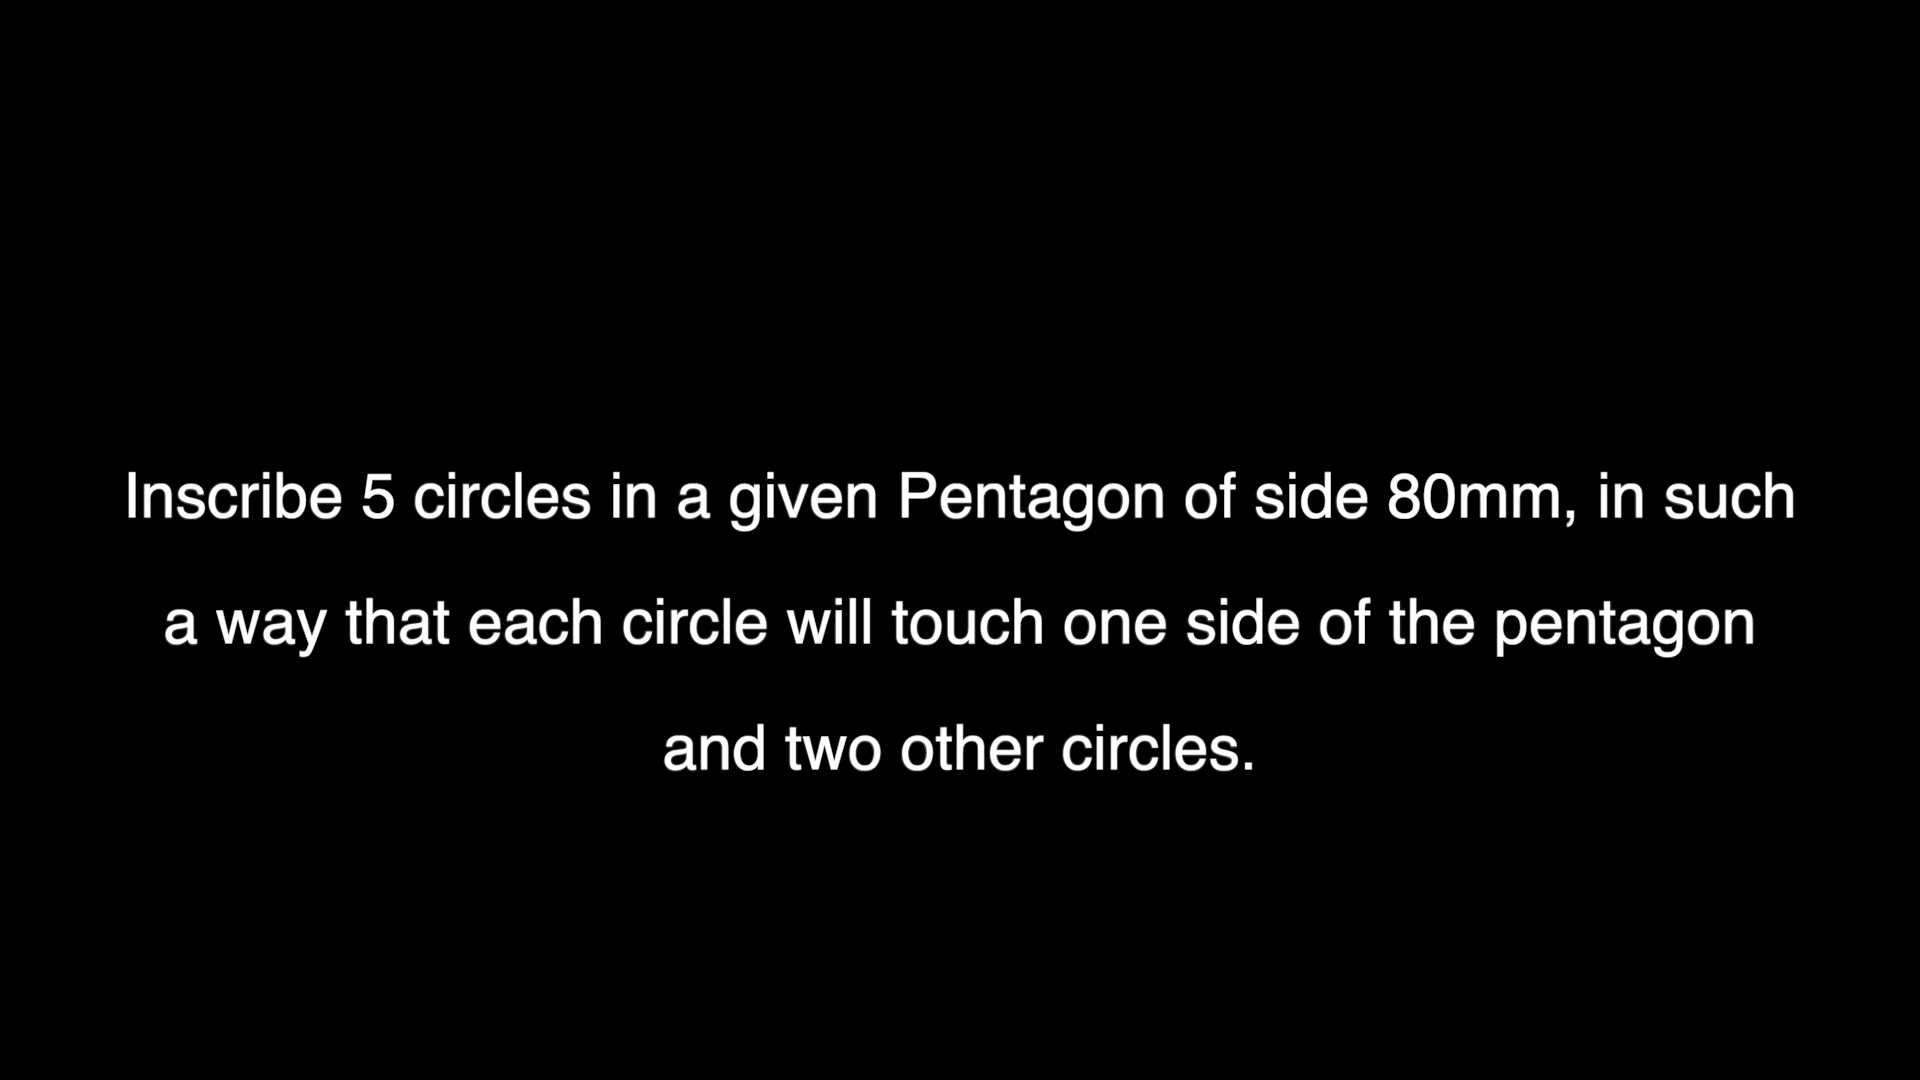 Inscribe 5 circles in a given Pentagon of side 80mm, in such
a way that each circle will touch one side of the pentagon
and two other circles.